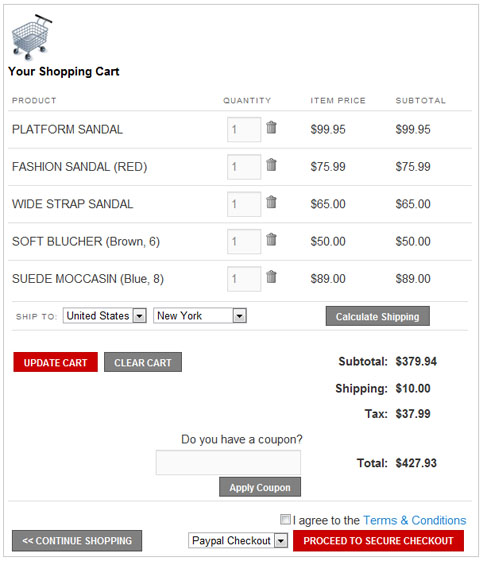 Your Shopping Cart
PRODUCT QUANTITY ITEM PRICE SUBTOTAL
PLATFORM SANDAL 1 $99.95 $99.95
FASHION SANDAL (RED) 1 $75.99 $75.99
WIDE STRAP SANDAL 1 $65.00 $65.00
SOFT BLUCHER (Brown, 6) 1 $50.00 $50.00
SUEDE MOCCASIN (Blue, 8) 1 $89.00 $89.00
SHIP TO: United States New York Calculate Shipping
UPDATE CART CLEAR CART Subtotal: $379.94
Shipping: $10.00
Tax: $37.99
Do you have a coupon?
Total: $427.93
Apply Coupon
I agree to the Terms & Conditions
<< CONTINUE SHOPPING Paypal Checkout PROCEED TO SECURE CHECKOUT